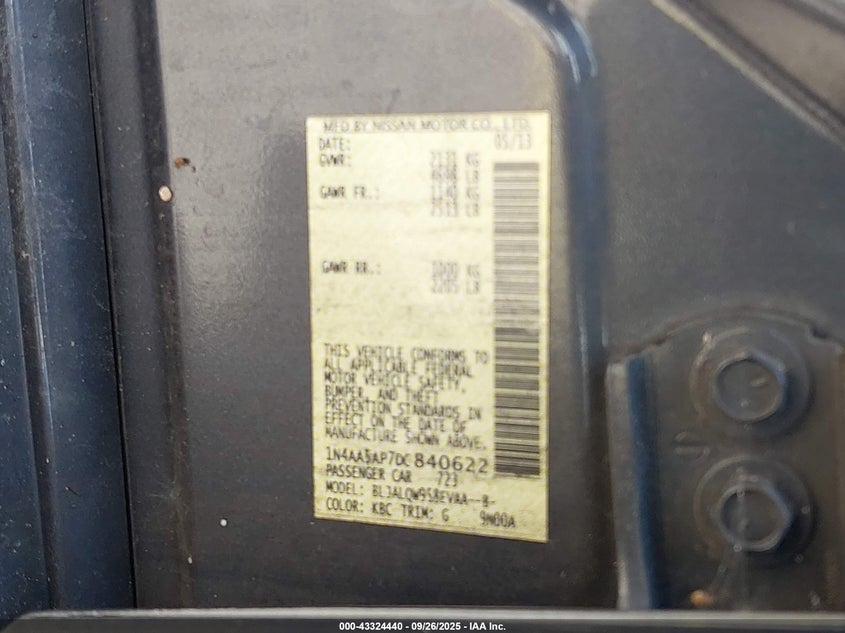 MFD BY NISSAN MOTOR CO., LTD.
DATE: 05/13
GVWR: 2131 KG
4698 LB
GAWR FR.: 1140 KG
2513 LB
GAWR RR.: 1000 KG
2205 LB
THIS VEHICLE CONFORMS TO
ALL APPLICABLE FEDERAL
MOTOR VEHICLE SAFETY,
BUMPER, AND THEFT
PREVENTION STANDARDS IN
EFFECT ON THE DATE OF
MANUFACTURE SHOWN ABOVE.
1N4AA5AP7DC840622
PASSENGER CAR 723
MODEL:
COLOR: KBC TRIM: G 9N00A
000-43324440 - 09/26/2025 - IAA Inc.